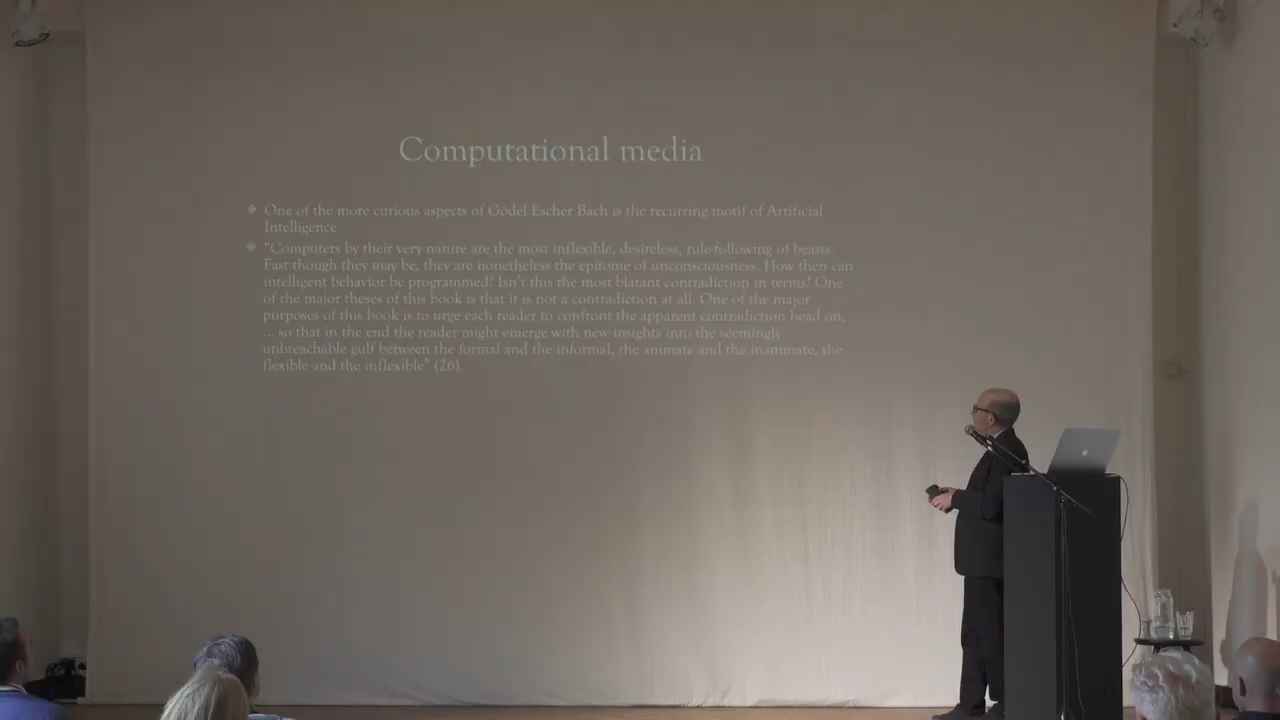 Computational media
One of the more curious aspects of Gödel Escher Bach is the recurring motif of Artificial
Intelligence
“Computers by their very nature are the most inflexible, desireless, rule-following of beasts.
Fast though they may be, they are nonetheless the epitome of unconsciousness. How then can
intelligent behavior be programmed? Isn't this the most blatant contradiction in terms? One
of the major theses of this book is that it is not a contradiction at all. One of the major
purposes of this book is to urge each reader to confront the apparent contradiction head on,
... so that in the end the reader might emerge with new insights into the seemingly
unbreachable gulf between the formal and the informal, the animate and the inanimate, the
flexible and the inflexible” (26).